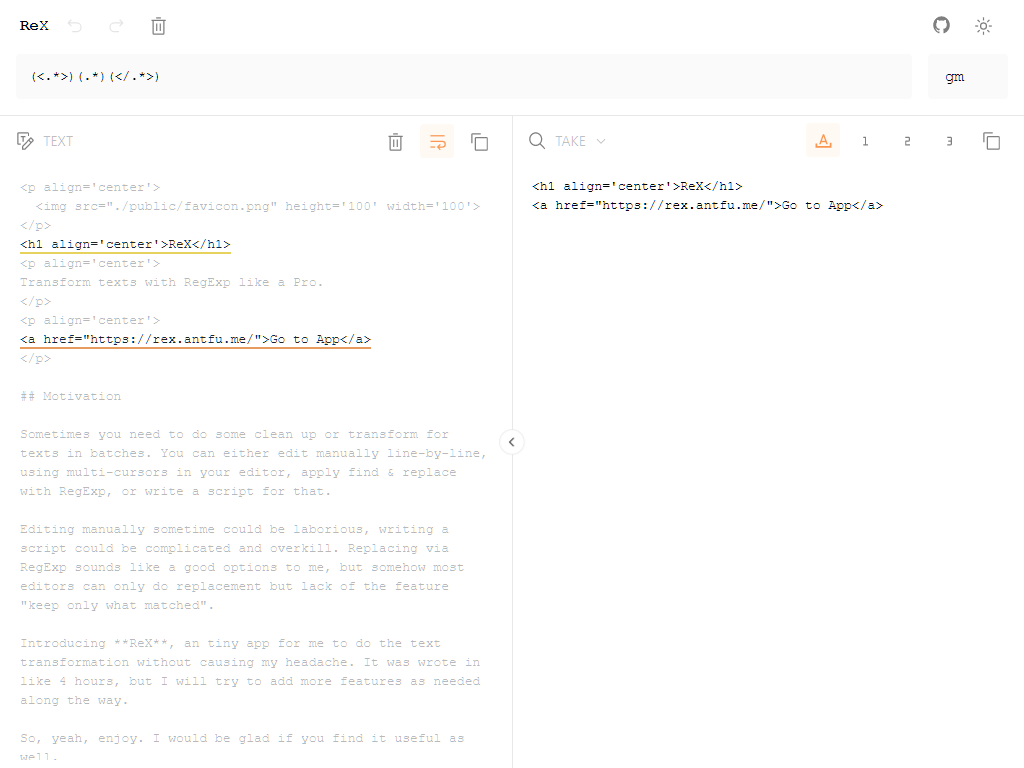 ReX
(<.*>)(.*)(</.*>)
gm
TEXT
<p align='center'>
  <img src="./public/favicon.png" height='100' width='100'>
</p>
<h1 align='center'>ReX</h1>
<p align='center'>
Transform texts with RegExp like a Pro.
</p>
<p align='center'>
<a href="https://rex.antfu.me/">Go to App</a>
</p>
## Motivation
Sometimes you need to do some clean up or transform for
texts in batches. You can either edit manually line-by-line,
using multi-cursors in your editor, apply find & replace
with RegExp, or write a script for that.
Editing manually sometime could be laborious, writing a
script could be complicated and overkill. Replacing via
RegExp sounds like a good options to me, but somehow most
editors can only do replacement but lack of the feature
"keep only what matched".
Introducing **ReX**, an tiny app for me to do the text
transformation without causing my headache. It was wrote in
like 4 hours, but I will try to add more features as needed
along the way.
So, yeah, enjoy. I would be glad if you find it useful as
well.
TAKE
A 1 2 3
<h1 align='center'>ReX</h1>
<a href="https://rex.antfu.me/">Go to App</a>